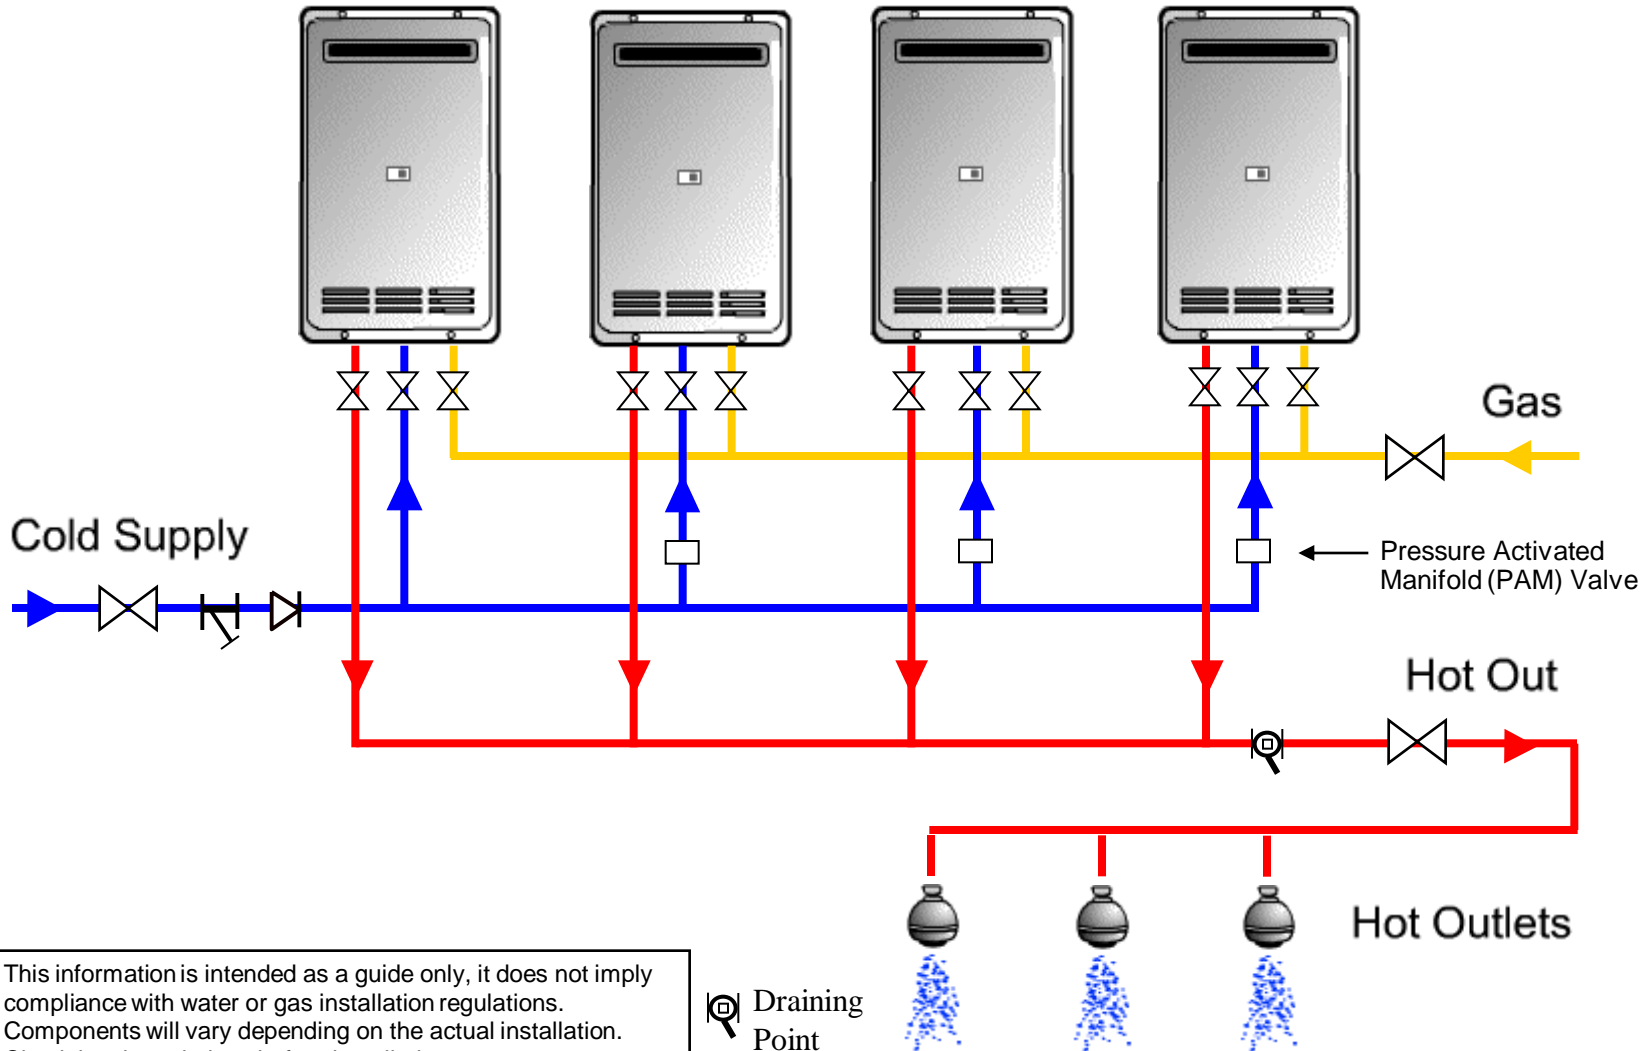 Gas
Cold Supply
Pressure Activated
Manifold (PAM) Valve
Hot Out
Hot Outlets
This information is intended as a guide only, it does not imply
compliance with water or gas installation regulations.
Components will vary depending on the actual installation.
Draining
Point